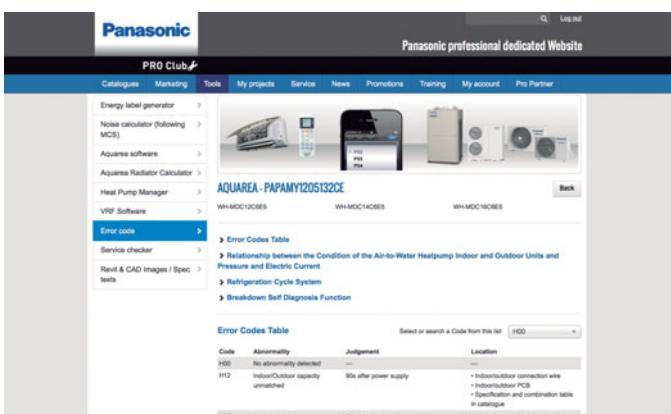 Log out
Panasonic
Panasonic professional dedicated Website
PRO Club
Catalogues Marketing Tools My projects Service News Promotions Training My account Pro Partner
Energy label generator
Noise calculator (following
MCS)
Aquarea software
Aquarea Radiator Calculator
Heat Pump Manager
VRF Software
Error code
Service checker
Revit & CAD Images / Spec
texts
P02
P03
P04
AQUAREA - PAPAMY1205132CE
Back
WH-MDC12C6E5 WH-MDC14C6E5 WH-MDC16C6E5
Error Codes Table
Relationship between the Condition of the Air-to-Water Heatpump Indoor and Outdoor Units and
Pressure and Electric Current
Refrigeration Cycle System
Breakdown Self Diagnosis Function
Error Codes Table
Select or search a Code from this list H00
Code Abnormality Judgement Location
H00 No abnormality detected — —
H12 Indoor/Outdoor capacity 90s after power supply • Indoor/outdoor connection wire
unmatched • Indoor/outdoor PCB
• Specification and combination table
in catalogue